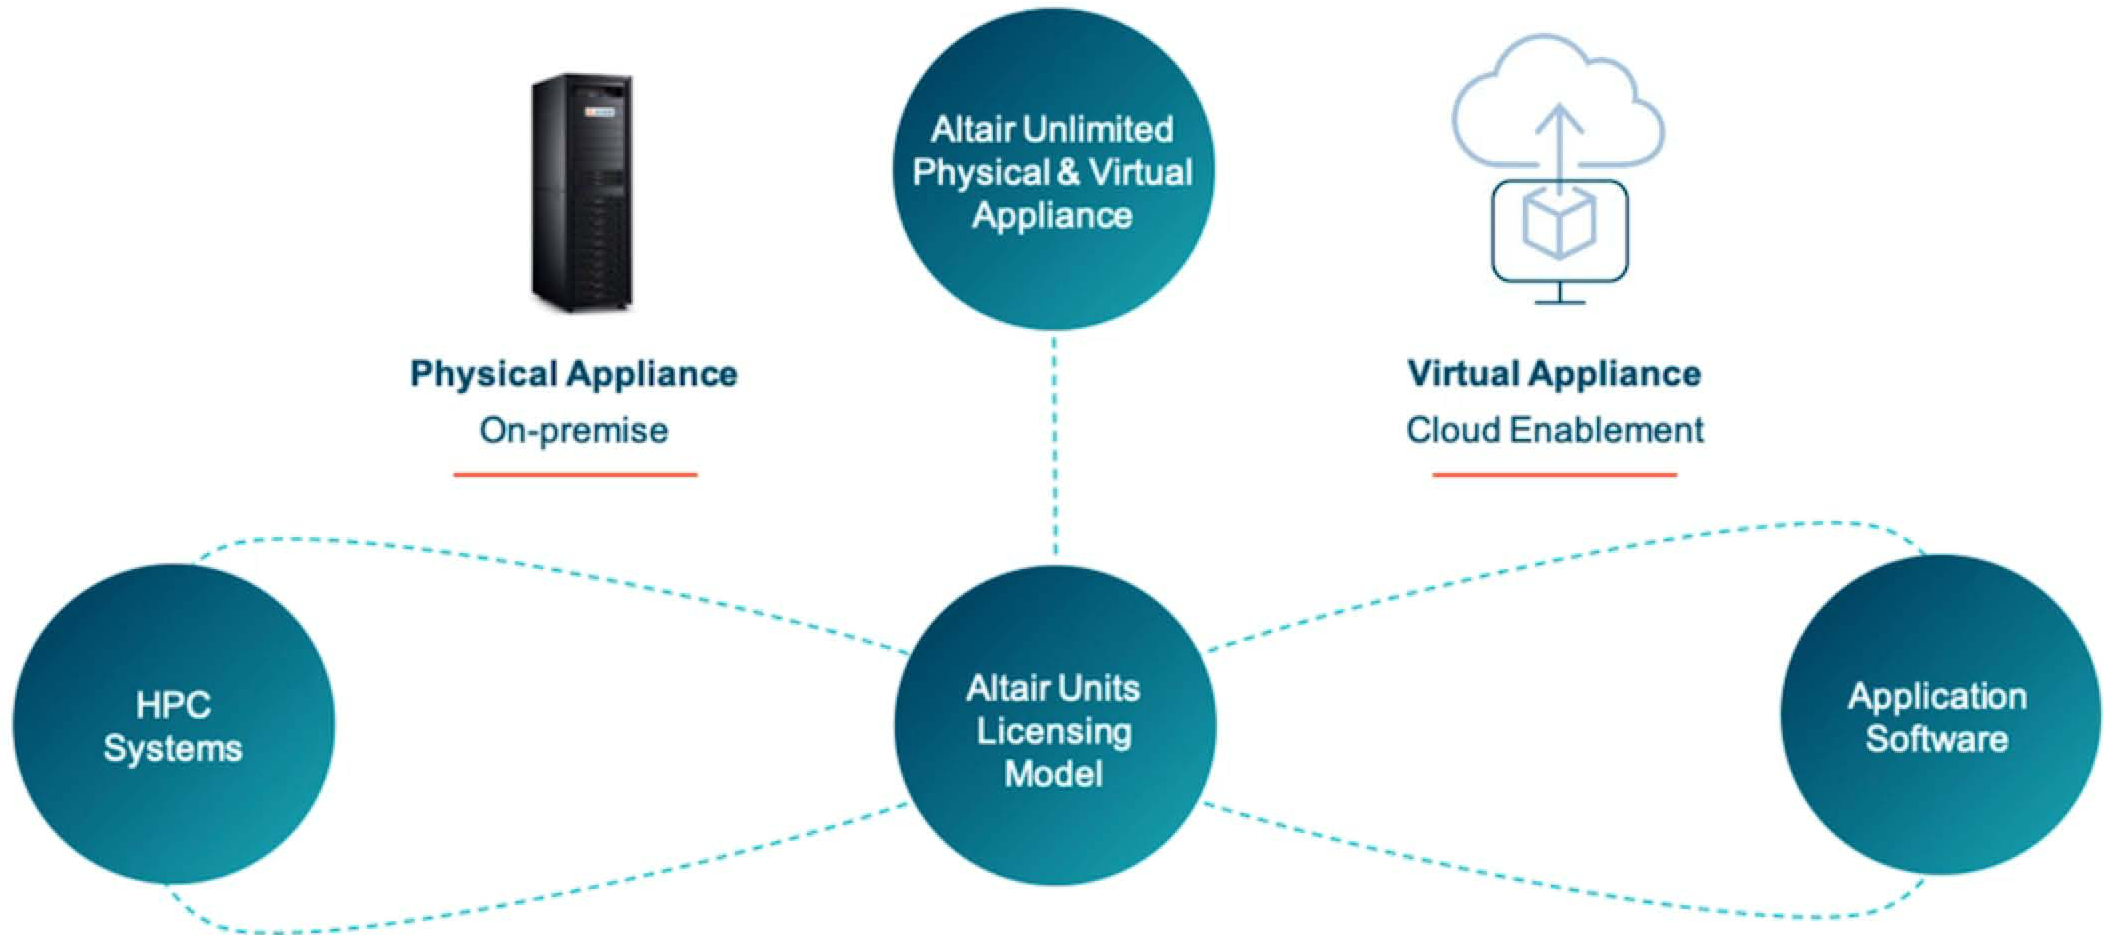 Altair Unlimited
Physical & Virtual
Appliance
Physical Appliance
On-premise
Virtual Appliance
Cloud Enablement
HPC
Systems
Altair Units
Licensing
Model
Application
Software